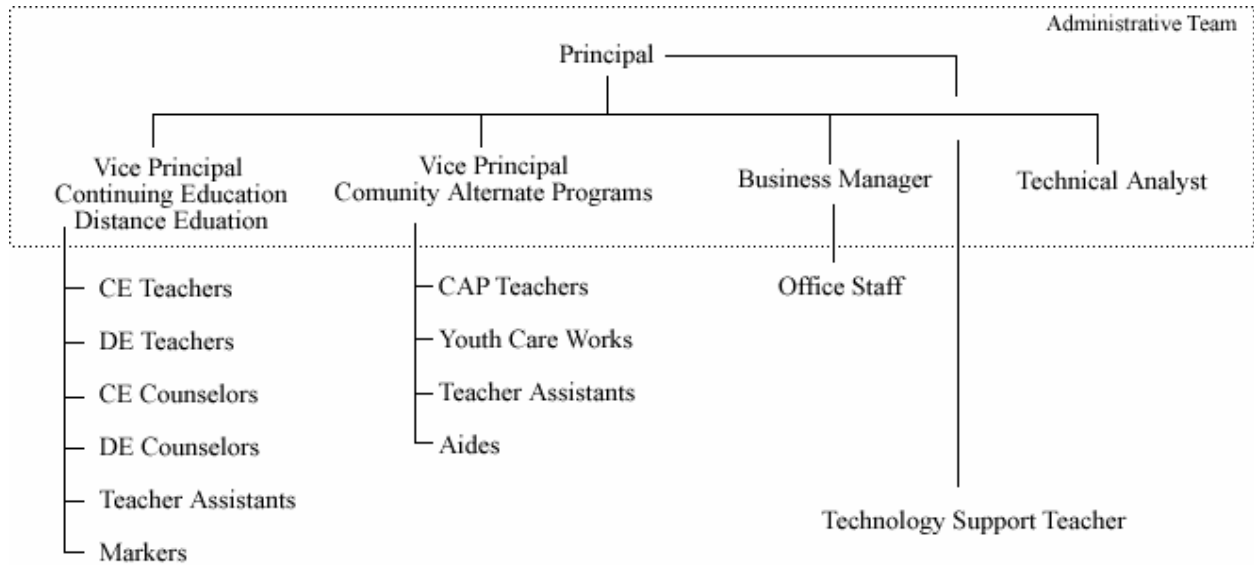 Administrative Team
Principal
Vice Principal
Continuing Education
Distance Eduation
Vice Principal
Comunity Alternate Programs
Business Manager
Technical Analyst
CE Teachers
DE Teachers
CE Counselors
DE Counselors
Teacher Assistants
Markers
CAP Teachers
Youth Care Works
Teacher Assistants
Aides
Office Staff
Technology Support Teacher